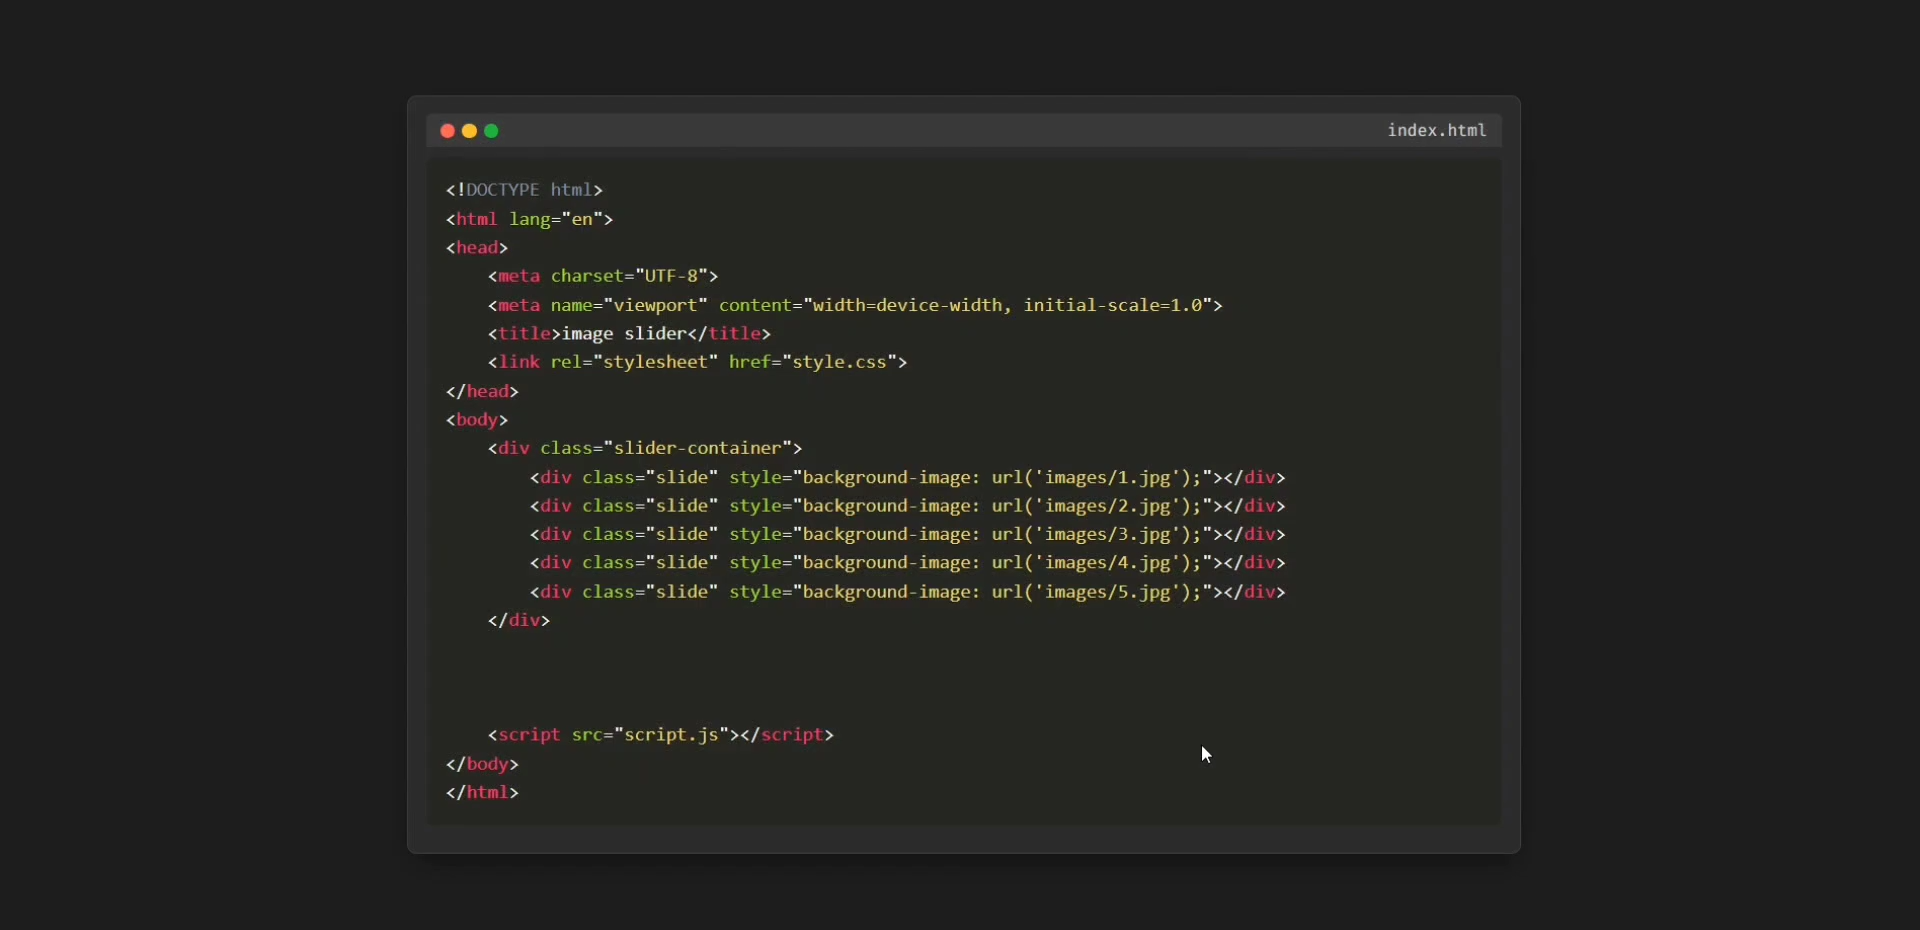 index.html
<!DOCTYPE html>
<html lang="en">
<head>
    <meta charset="UTF-8">
    <meta name="viewport" content="width=device-width, initial-scale=1.0">
    <title>image slider</title>
    <link rel="stylesheet" href="style.css">
</head>
<body>
    <div class="slider-container">
        <div class="slide" style="background-image: url('images/1.jpg');"></div>
        <div class="slide" style="background-image: url('images/2.jpg');"></div>
        <div class="slide" style="background-image: url('images/3.jpg');"></div>
        <div class="slide" style="background-image: url('images/4.jpg');"></div>
        <div class="slide" style="background-image: url('images/5.jpg');"></div>
    </div>
    <script src="script.js"></script>
</body>
</html>